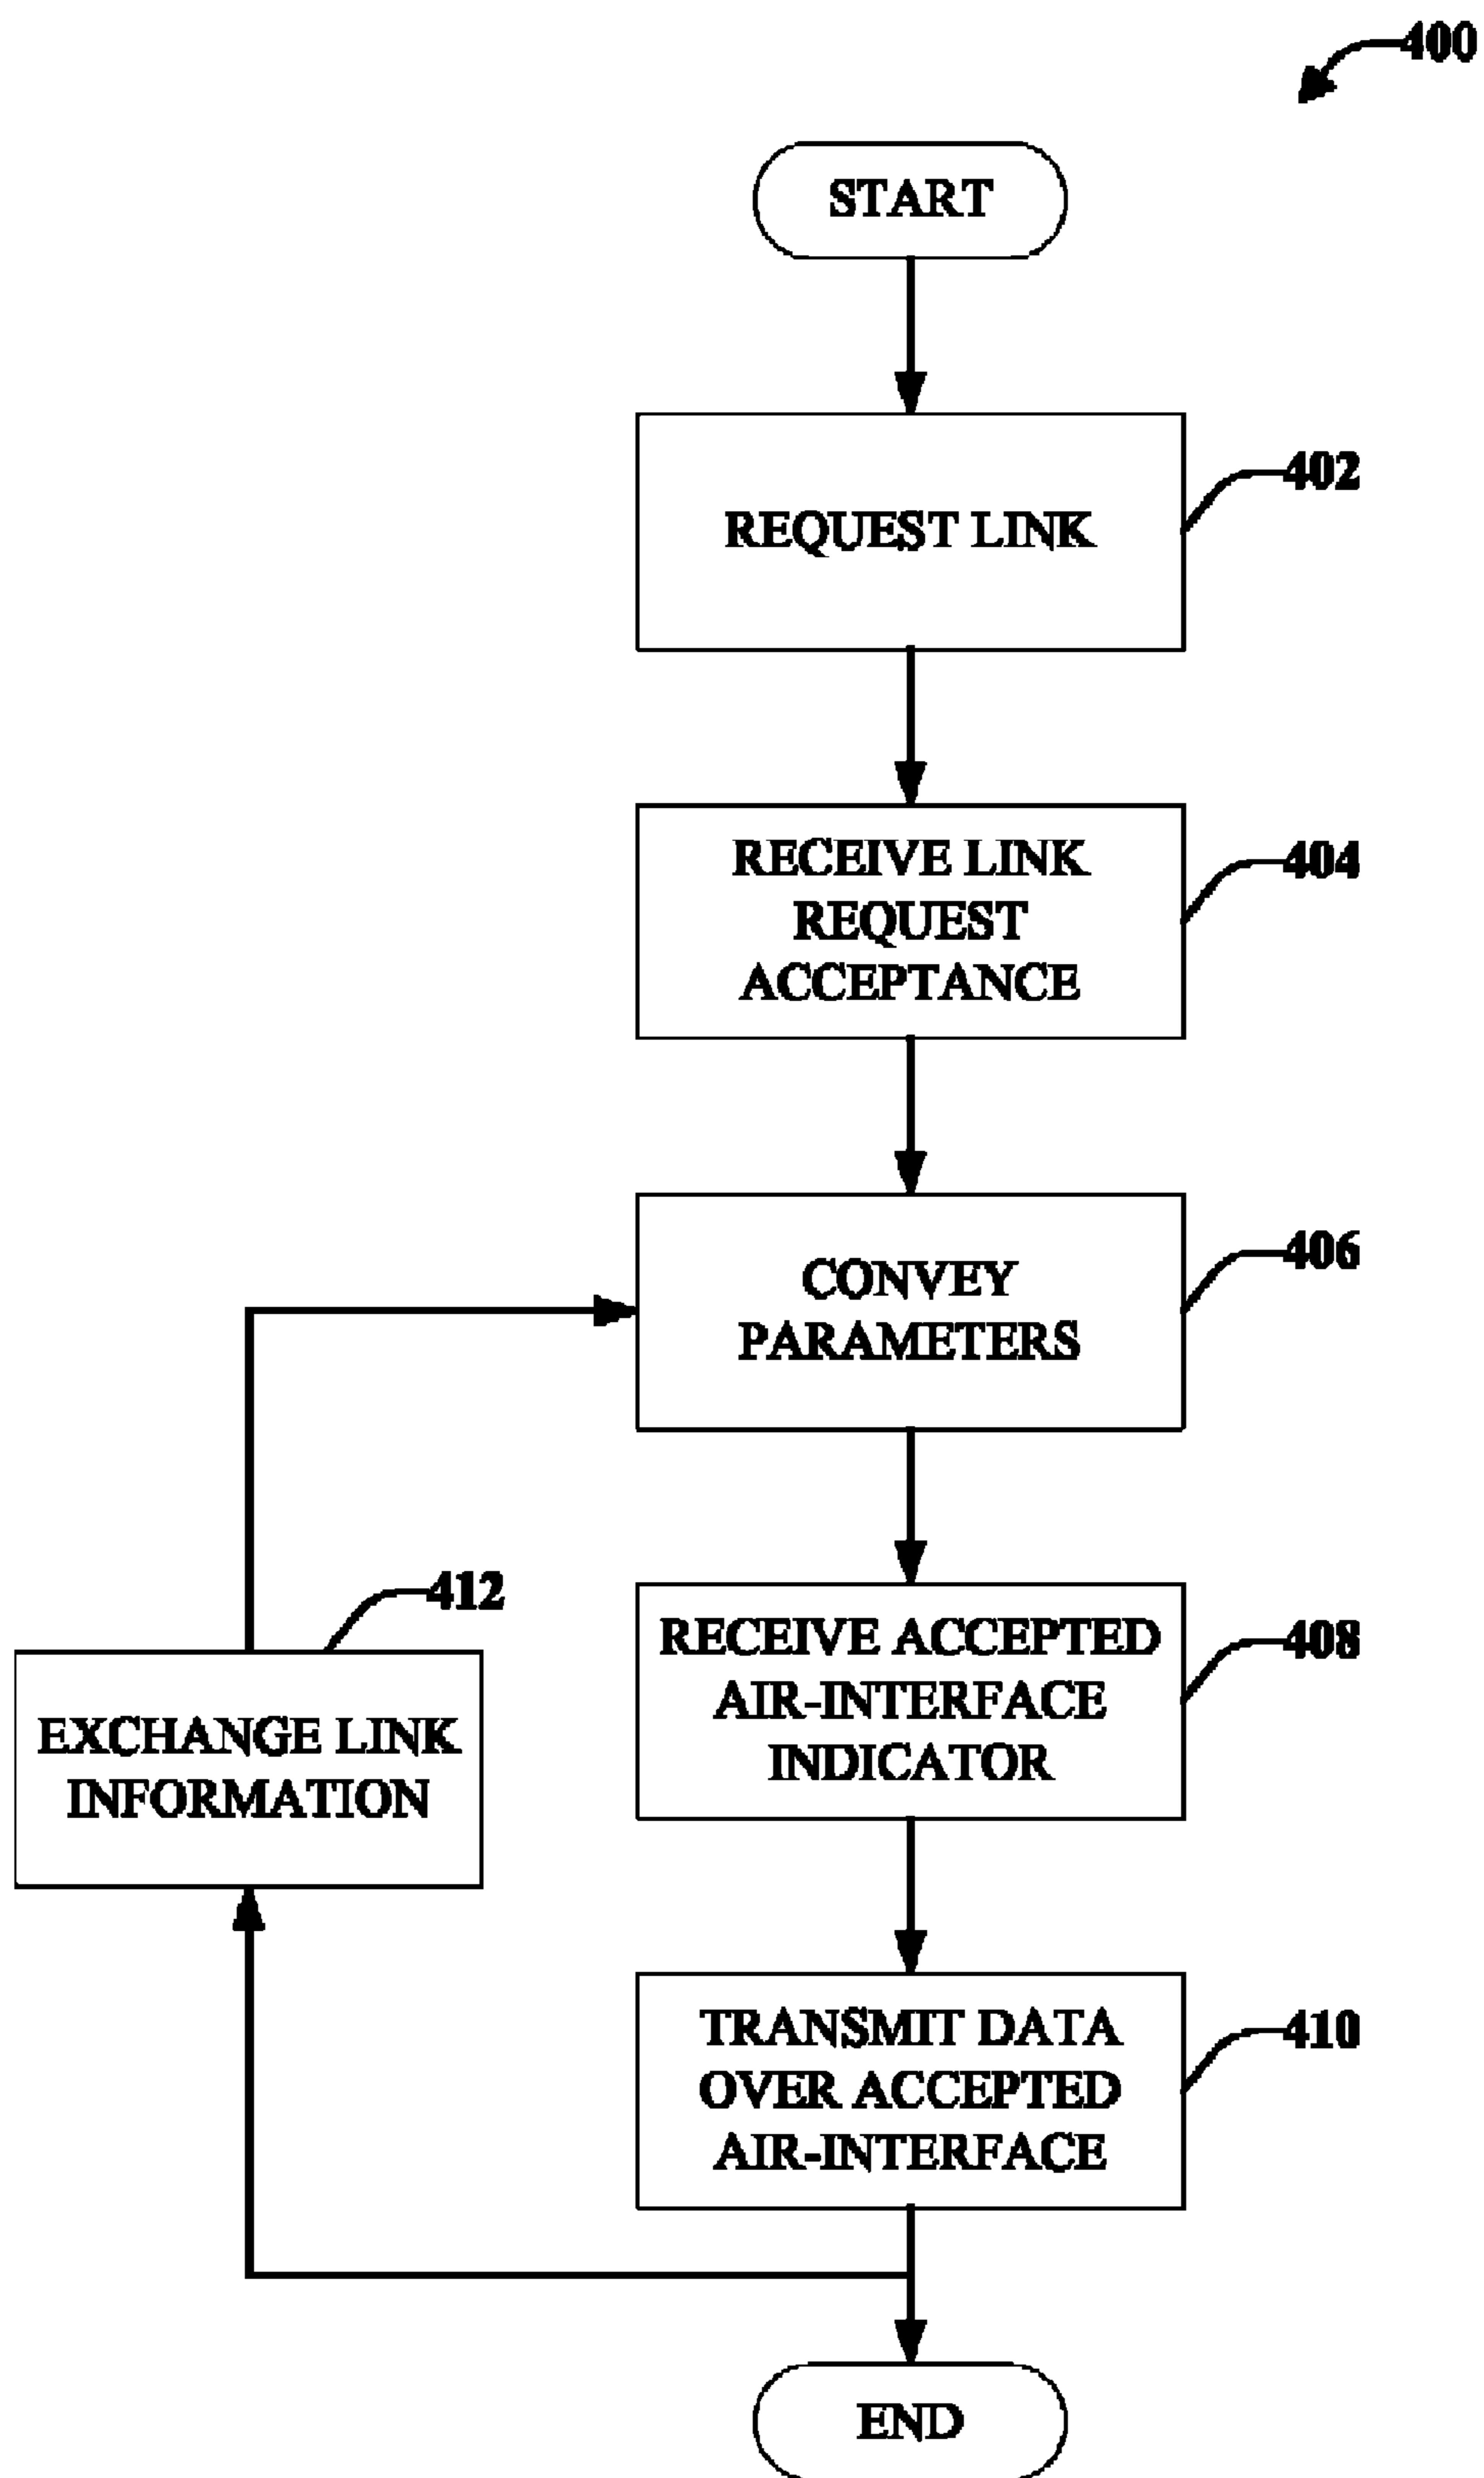 400
START
REQUEST LINK
402
RECEIVE LINK
REQUEST
ACCEPTANCE
404
CONVEY
PARAMETERS
406
412
EXCHANGE LINK
INFORMATION
RECEIVE ACCEPTED
AIR-INTERFACE
INDICATOR
408
TRANSMIT DATA
OVER ACCEPTED
AIR-INTERFACE
410
END